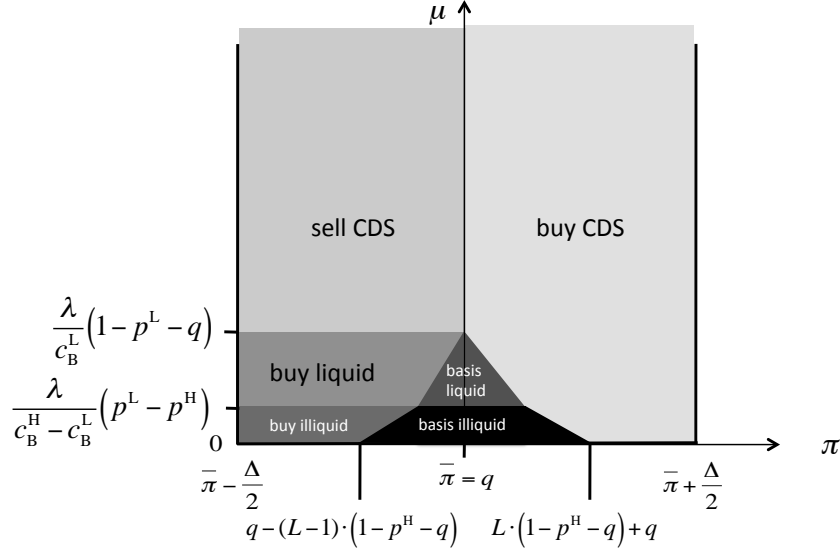 μ
sell CDS buy CDS
λ/c_B^L (1 − p^L − q)
buy liquid basis liquid
λ/(c_B^H − c_B^L) (p^L − p^H)
buy illiquid basis illiquid
0
π
π̄ − Δ/2 π̄ = q π̄ + Δ/2
q − (L − 1) · (1 − p^H − q) L · (1 − p^H − q) + q